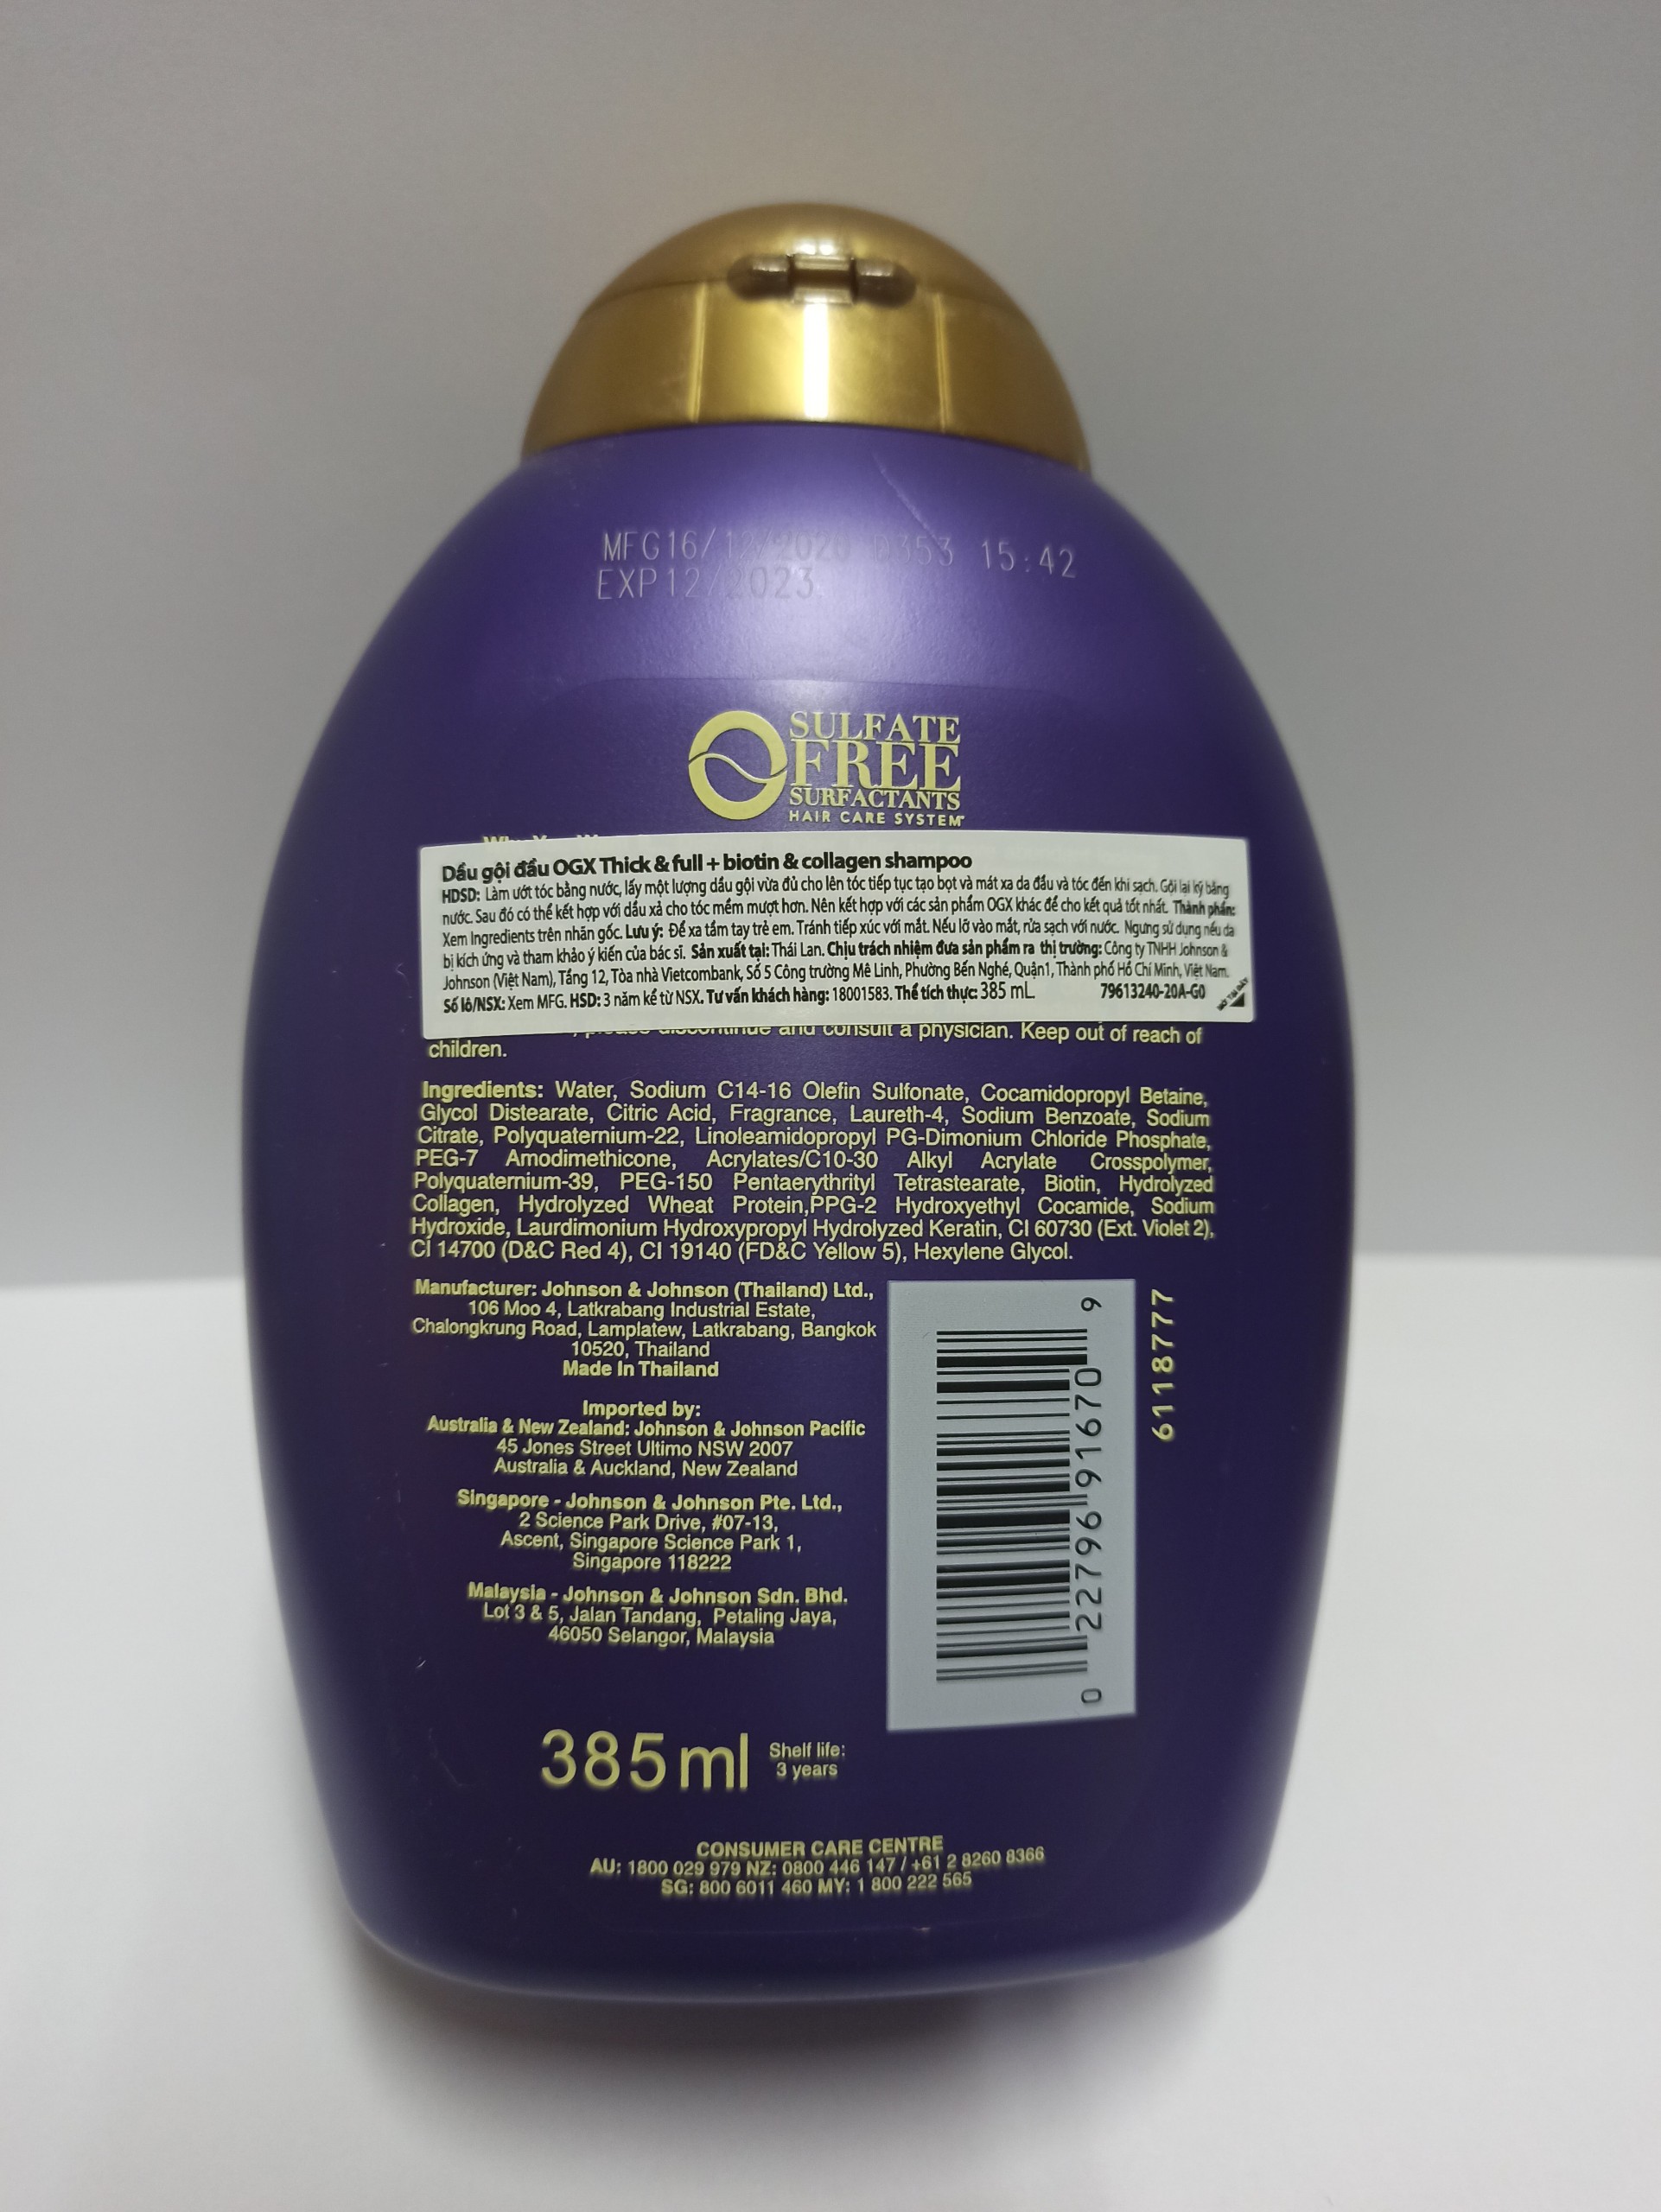 MFG16/12/2020 B353 15:42
EXP12/2023
SULFATE
FREE
SURFACTANTS
HAIR CARE SYSTEM
Dầu gội đầu OGX Thick & full + biotin & collagen shampoo
HDSD: Làm ướt tóc bằng nước, lấy một lượng dầu gội vừa đủ cho lên tóc tiếp tục tạo bọt và mát xa da đầu và tóc đến khi sạch. Gội lại kỹ bằng
nước. Sau đó có thể kết hợp với dầu xả cho tóc mềm mượt hơn. Nên kết hợp với các sản phẩm OGX khác để cho kết quả tốt nhất. Thành phần:
Xem Ingredients trên nhãn gốc. Lưu ý: Để xa tầm tay trẻ em. Tránh tiếp xúc với mắt. Nếu lỡ vào mắt, rửa sạch với nước. Ngưng sử dụng nếu da
bị kích ứng và tham khảo ý kiến của bác sĩ. Sản xuất tại: Thái Lan. Chịu trách nhiệm đưa sản phẩm ra thị trường: Công ty TNHH Johnson &
Johnson (Việt Nam), Tầng 12, Tòa nhà Vietcombank, Số 5 Công trường Mê Linh, Phường Bến Nghé, Quận1, Thành phố Hồ Chí Minh, Việt Nam.
Số lô/NSX: Xem MFG. HSD: 3 năm kể từ NSX. Tư vấn khách hàng: 18001583. Thể tích thực: 385 mL 79613240-20A-G0
please discontinue and consult a physician. Keep out of reach of
children.
Ingredients: Water, Sodium C14-16 Olefin Sulfonate, Cocamidopropyl Betaine,
Glycol Distearate, Citric Acid, Fragrance, Laureth-4, Sodium Benzoate, Sodium
Citrate, Polyquaternium-22, Linoleamidopropyl PG-Dimonium Chloride Phosphate,
PEG-7 Amodimethicone, Acrylates/C10-30 Alkyl Acrylate Crosspolymer,
Polyquaternium-39, PEG-150 Pentaerythrityl Tetrastearate, Biotin, Hydrolyzed
Collagen, Hydrolyzed Wheat Protein,PPG-2 Hydroxyethyl Cocamide, Sodium
Hydroxide, Laurdimonium Hydroxypropyl Hydrolyzed Keratin, CI 60730 (Ext. Violet 2),
CI 14700 (D&C Red 4), CI 19140 (FD&C Yellow 5), Hexylene Glycol.
Manufacturer: Johnson & Johnson (Thailand) Ltd.,
106 Moo 4, Latkrabang Industrial Estate,
Chalongkrung Road, Lamplatew, Latkrabang, Bangkok
10520, Thailand
Made In Thailand
Imported by:
Australia & New Zealand: Johnson & Johnson Pacific
45 Jones Street Ultimo NSW 2007
Australia & Auckland, New Zealand
Singapore - Johnson & Johnson Pte. Ltd.,
2 Science Park Drive, #07-13,
Ascent, Singapore Science Park 1,
Singapore 118222
Malaysia - Johnson & Johnson Sdn. Bhd.
Lot 3 & 5, Jalan Tandang, Petaling Jaya,
46050 Selangor, Malaysia
0 22796 91670 9
6118777
385ml
Shelf life:
3 years
CONSUMER CARE CENTRE
AU: 1800 029 979 NZ: 0800 446 147 / +61 2 8260 8366
SG: 800 6011 460 MY: 1 800 222 565